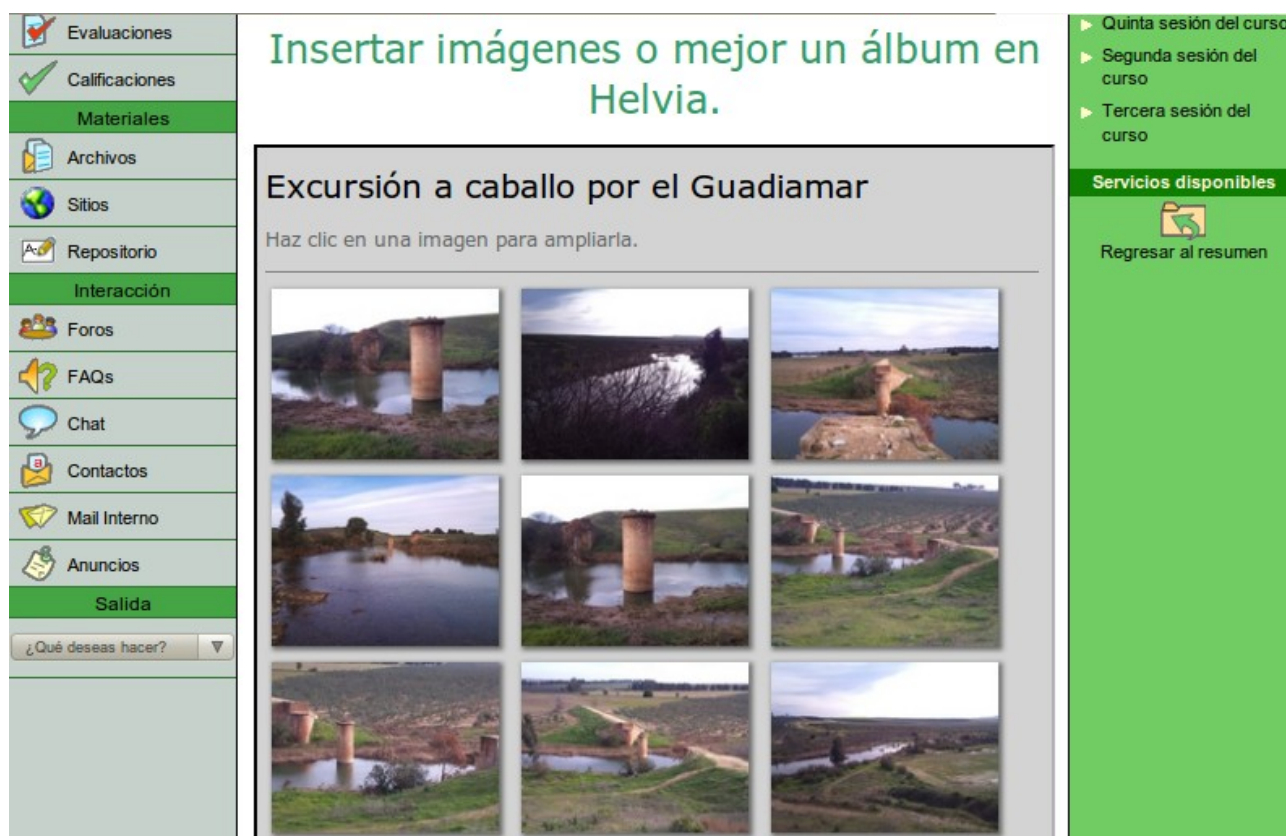 Evaluaciones
Calificaciones
Materiales
Archivos
Sitios
Repositorio
Interacción
Foros
FAQs
Chat
Contactos
Mail Interno
Anuncios
Salida
¿Qué deseas hacer?
Insertar imágenes o mejor un álbum en
Helvia.
Excursión a caballo por el Guadiamar
Haz clic en una imagen para ampliarla.
Quinta sesión del curso
Segunda sesión del
curso
Tercera sesión del
curso
Servicios disponibles
Regresar al resumen